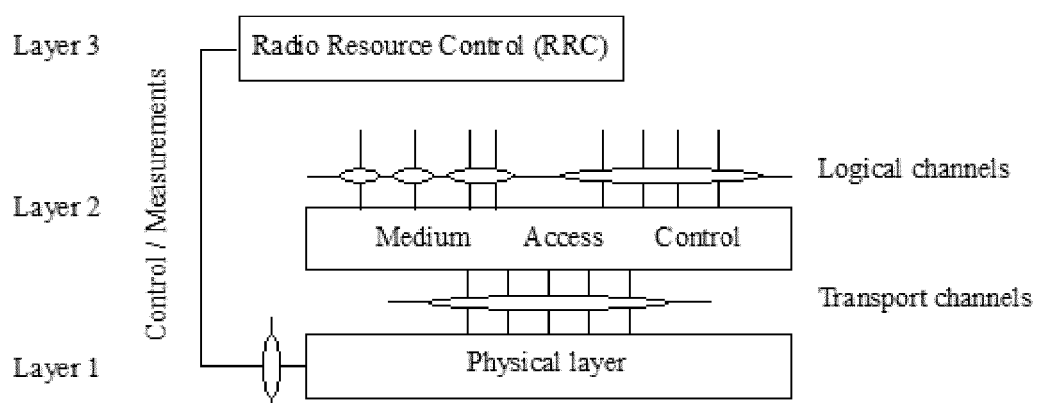 Layer 3
Radio Resource Control (RRC)
Control / Measurements
Logical channels
Layer 2
Medium Access Control
Transport channels
Layer 1
Physical layer